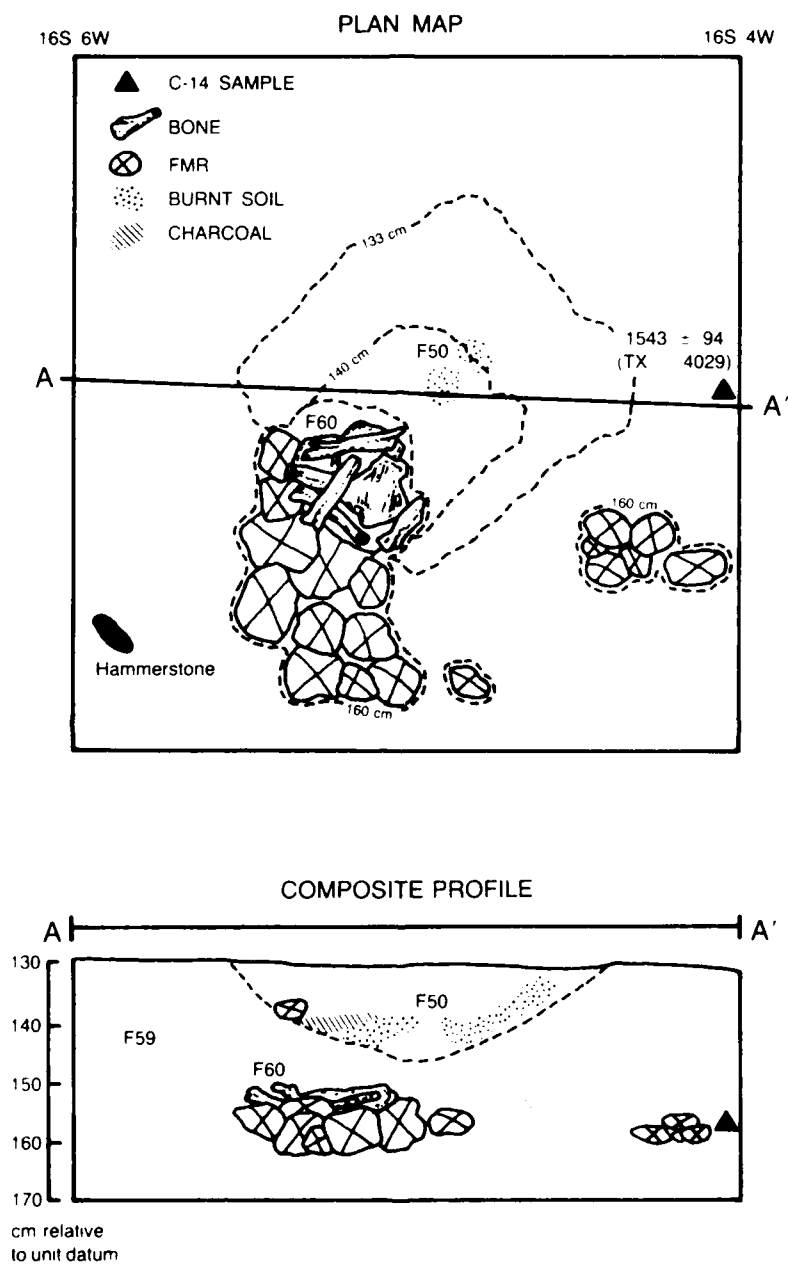 PLAN MAP
16S 6W
16S 4W
C-14 SAMPLE
BONE
FMR
BURNT SOIL
CHARCOAL
133 cm
1543 ± 94
(TX 4029)
F50
140 cm
A
A'
F60
160 cm
Hammerstone
160 cm
COMPOSITE PROFILE
A
A'
130
F50
140
F59
150
F60
160
170
cm relative
to unit datum